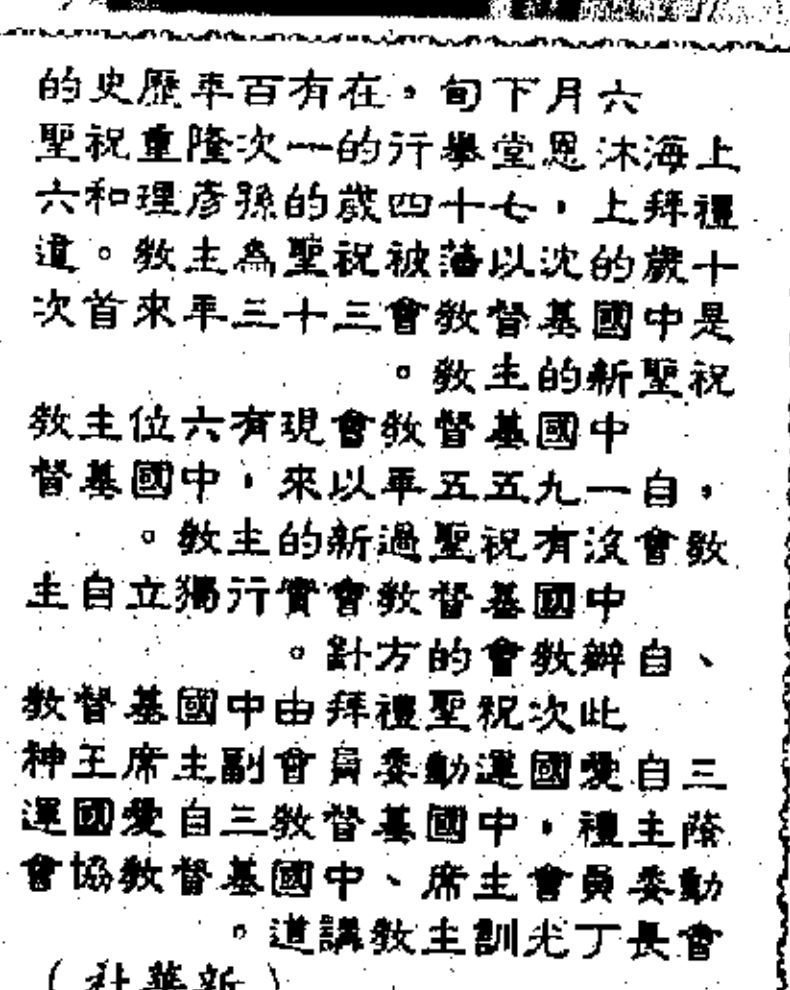 六月下旬，在有百年歷史的
上海沐恩堂舉行的一次隆重祝聖
禮拜上，七十四歲的孫彥理和六
十歲的沈以藩被祝聖為主教。這
是中國基督教會三十三年來首次
祝聖新的主教。
中國基督教會現有六位主教
，自一九五五年以來，中國基督
教會沒有祝聖過新的主教。
中國基督教會實行獨立自主
、自辦教會的方針。
此次祝聖禮拜由中國基督教
三自愛國運動委員會副主席王神
蔭主禮，中國基督教三自愛國運
動委員會主席、中國基督教協會
會長丁光訓主教講道。
（新華社）